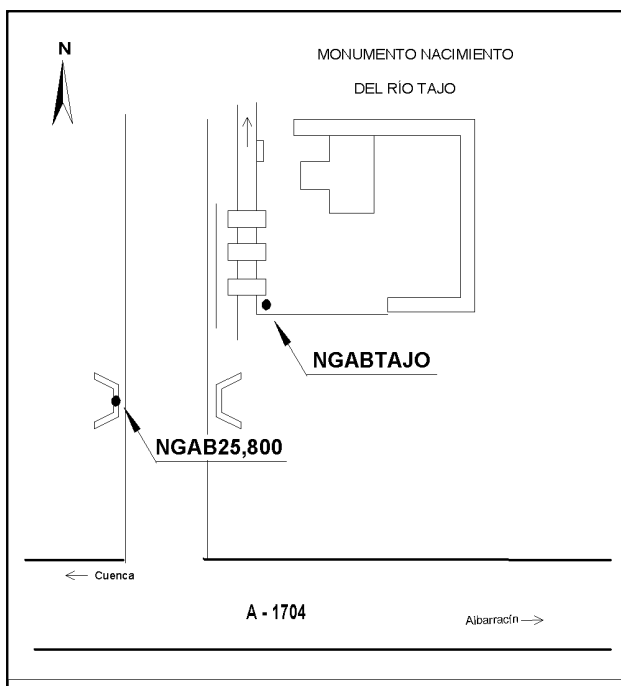 N
MONUMENTO NACIMIENTO
DEL RÍO TAJO
NGABTAJO
NGAB25,800
Cuenca
A - 1704
Albarracín